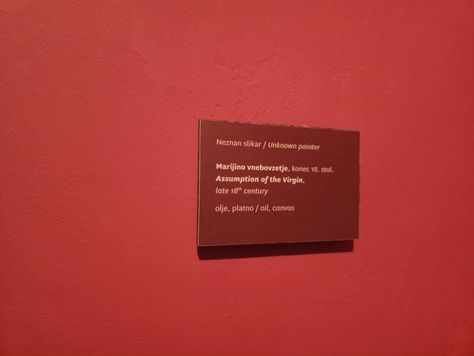 Neznan slikar / Unknown painter
Marijino vnebovzetje, konec 18. stol.
Assumption of the Virgin,
late 18th century
olje, platno / oil, canvas